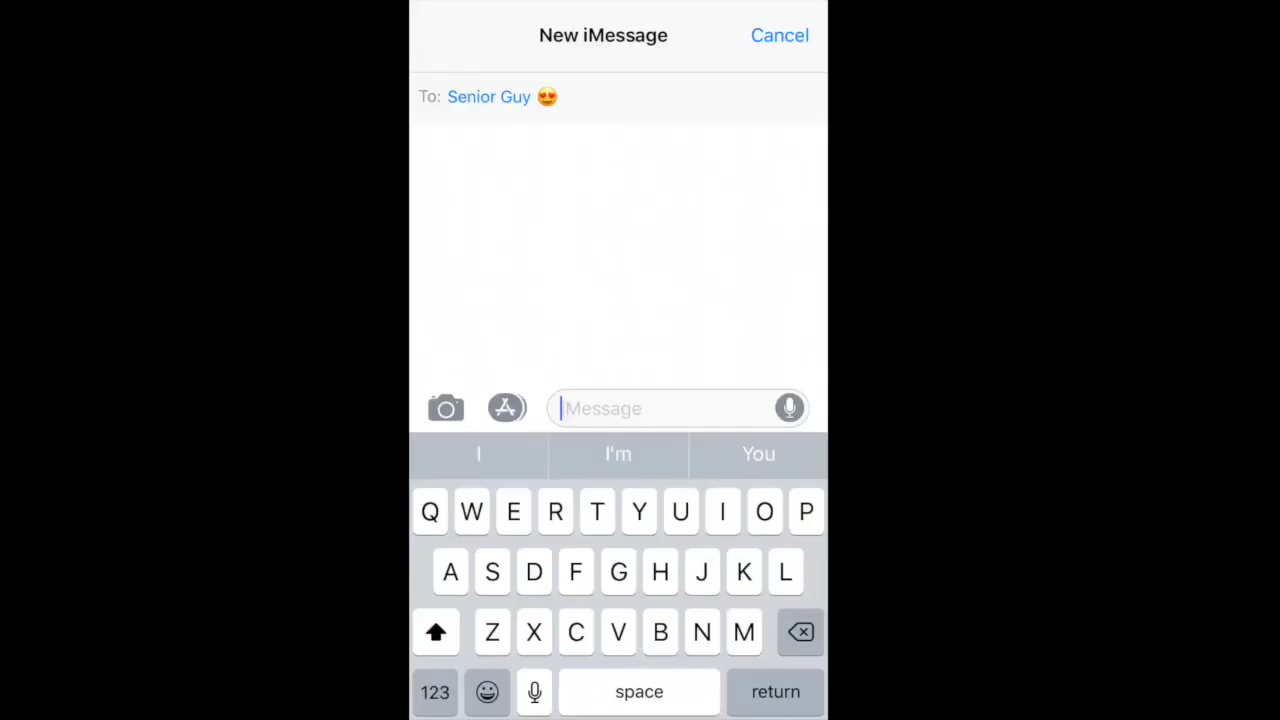 New iMessage Cancel
To: Senior Guy 😍
Message
I I'm You
Q W E R T Y U I O P
A S D F G H J K L
Z X C V B N M
123 space return